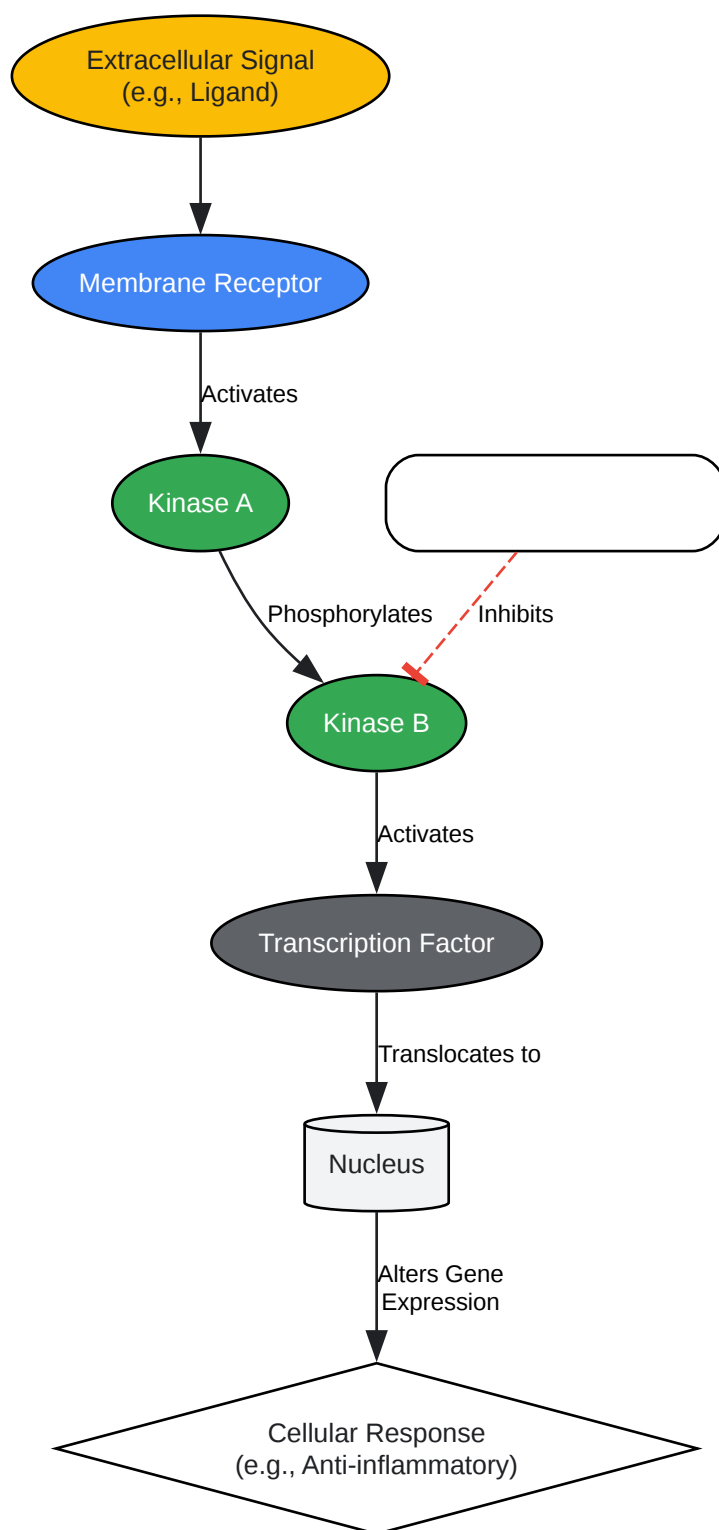 Extracellular Signal
(e.g., Ligand)
Membrane Receptor
Activates
Kinase A
Phosphorylates
Inhibits
Kinase B
Activates
Transcription Factor
Translocates to
Nucleus
Alters Gene
Expression
Cellular Response
(e.g., Anti-inflammatory)